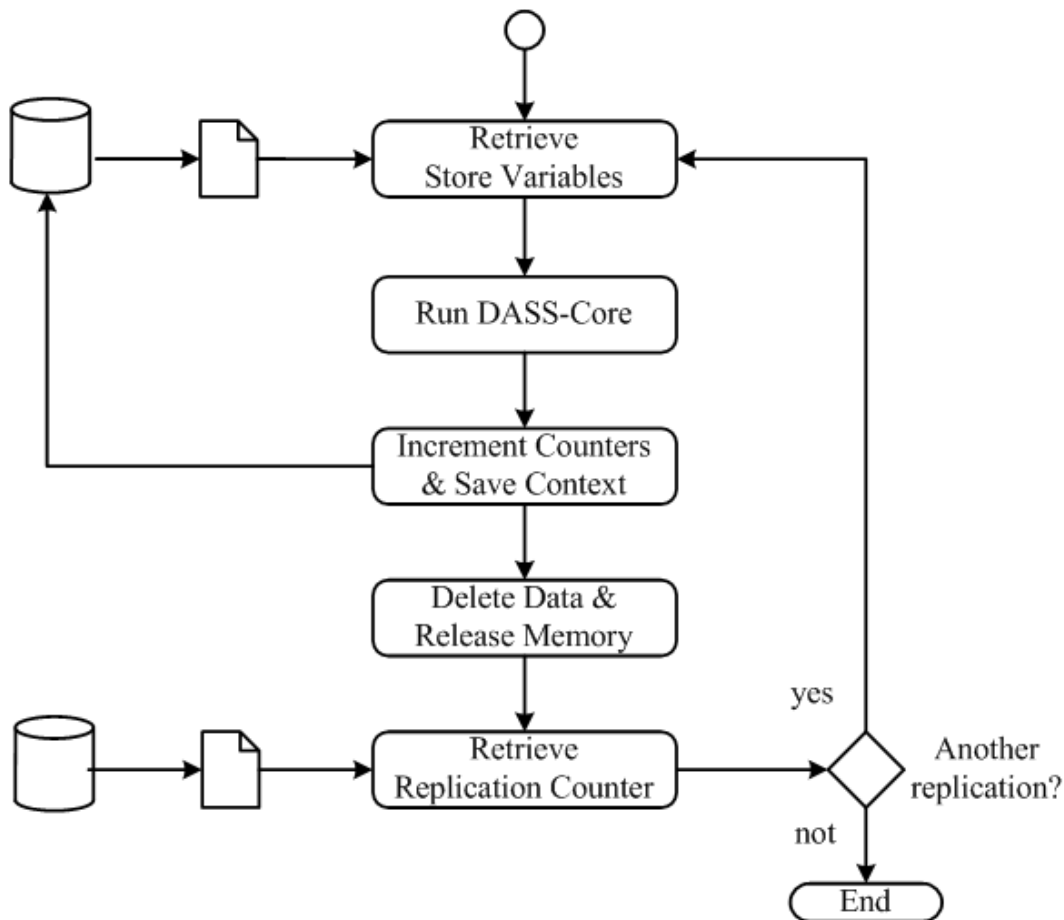 Retrieve
Store Variables
Run DASS-Core
Increment Counters
& Save Context
Delete Data &
Release Memory
Retrieve
Replication Counter
yes
Another
replication?
not
End